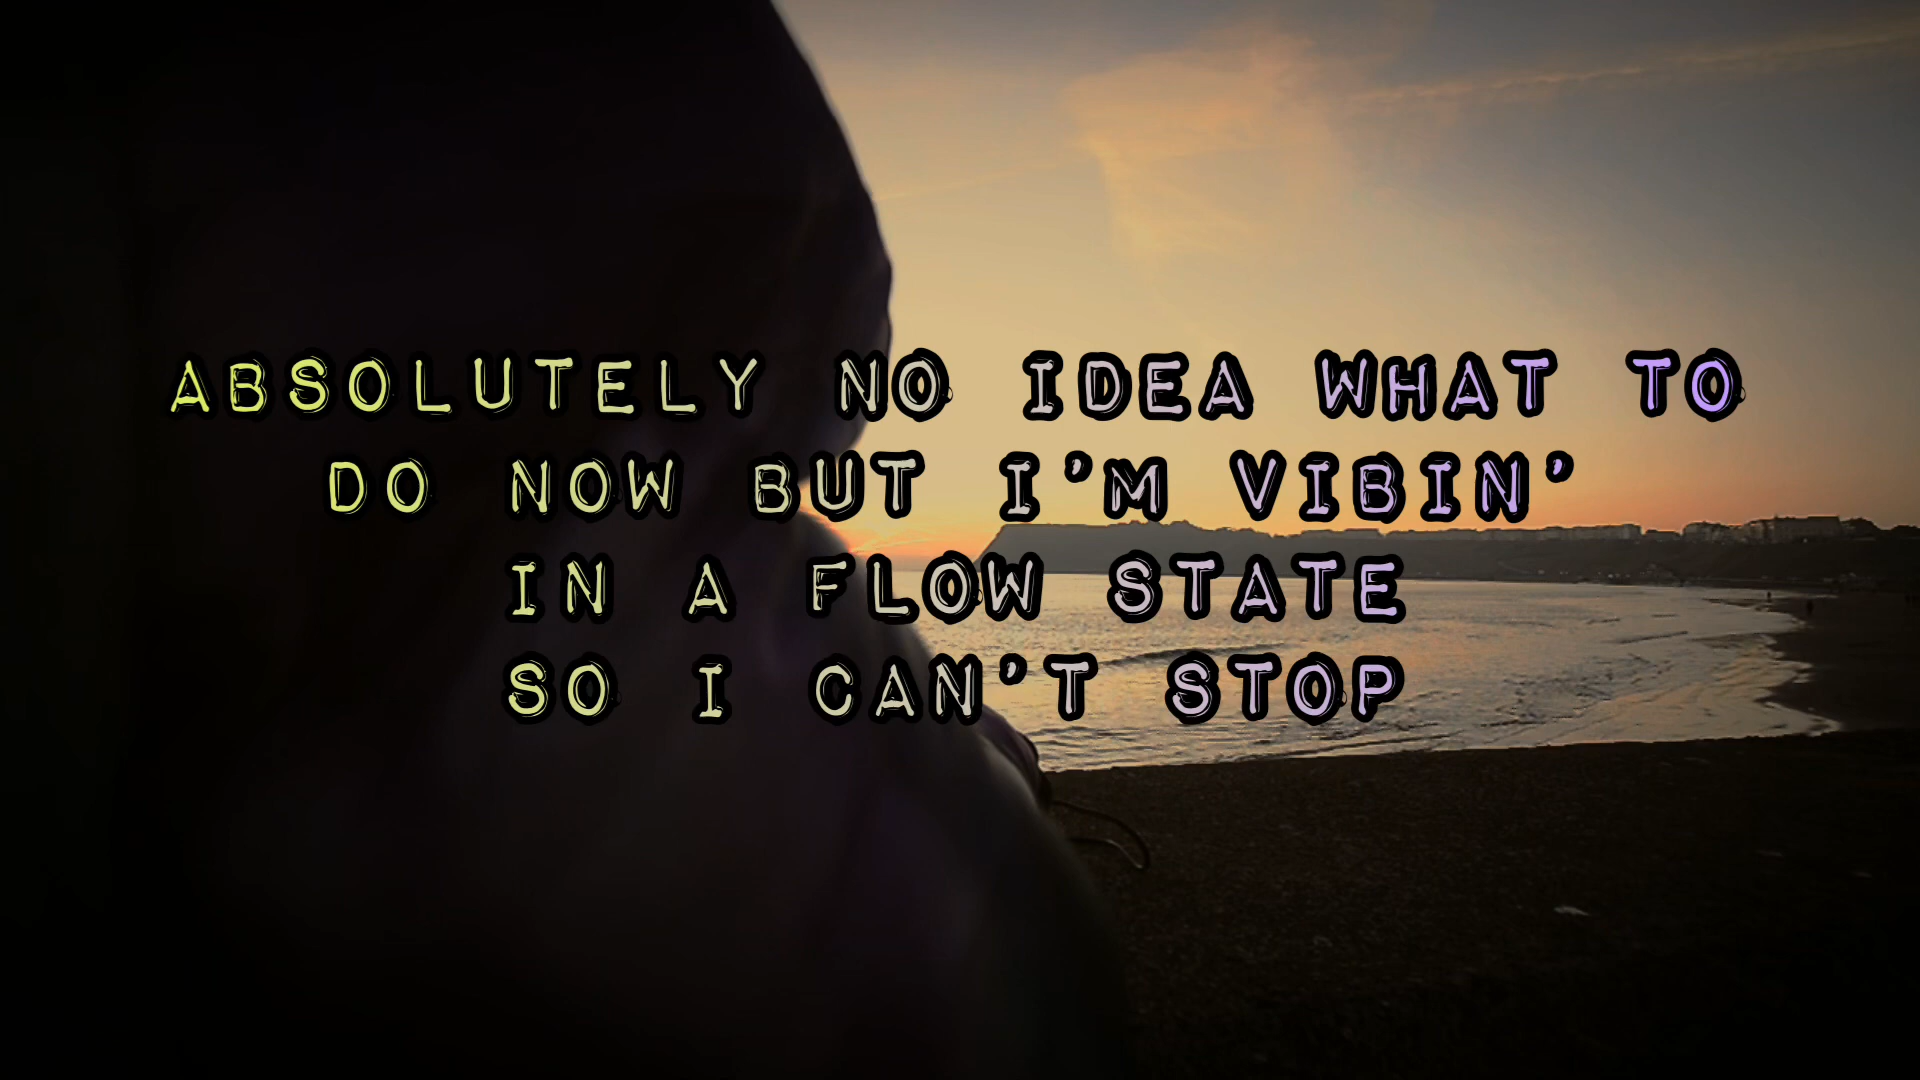 ABSOLUTELY NO IDEA WHAT TO
DO NOW BUT I'M VIBIN'
IN A FLOW STATE
SO I CAN'T STOP